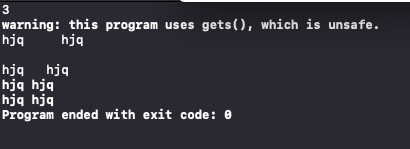 3
warning: this program uses gets(), which is unsafe.
hjq     hjq

hjq   hjq
hjq hjq
hjq hjq
Program ended with exit code: 0